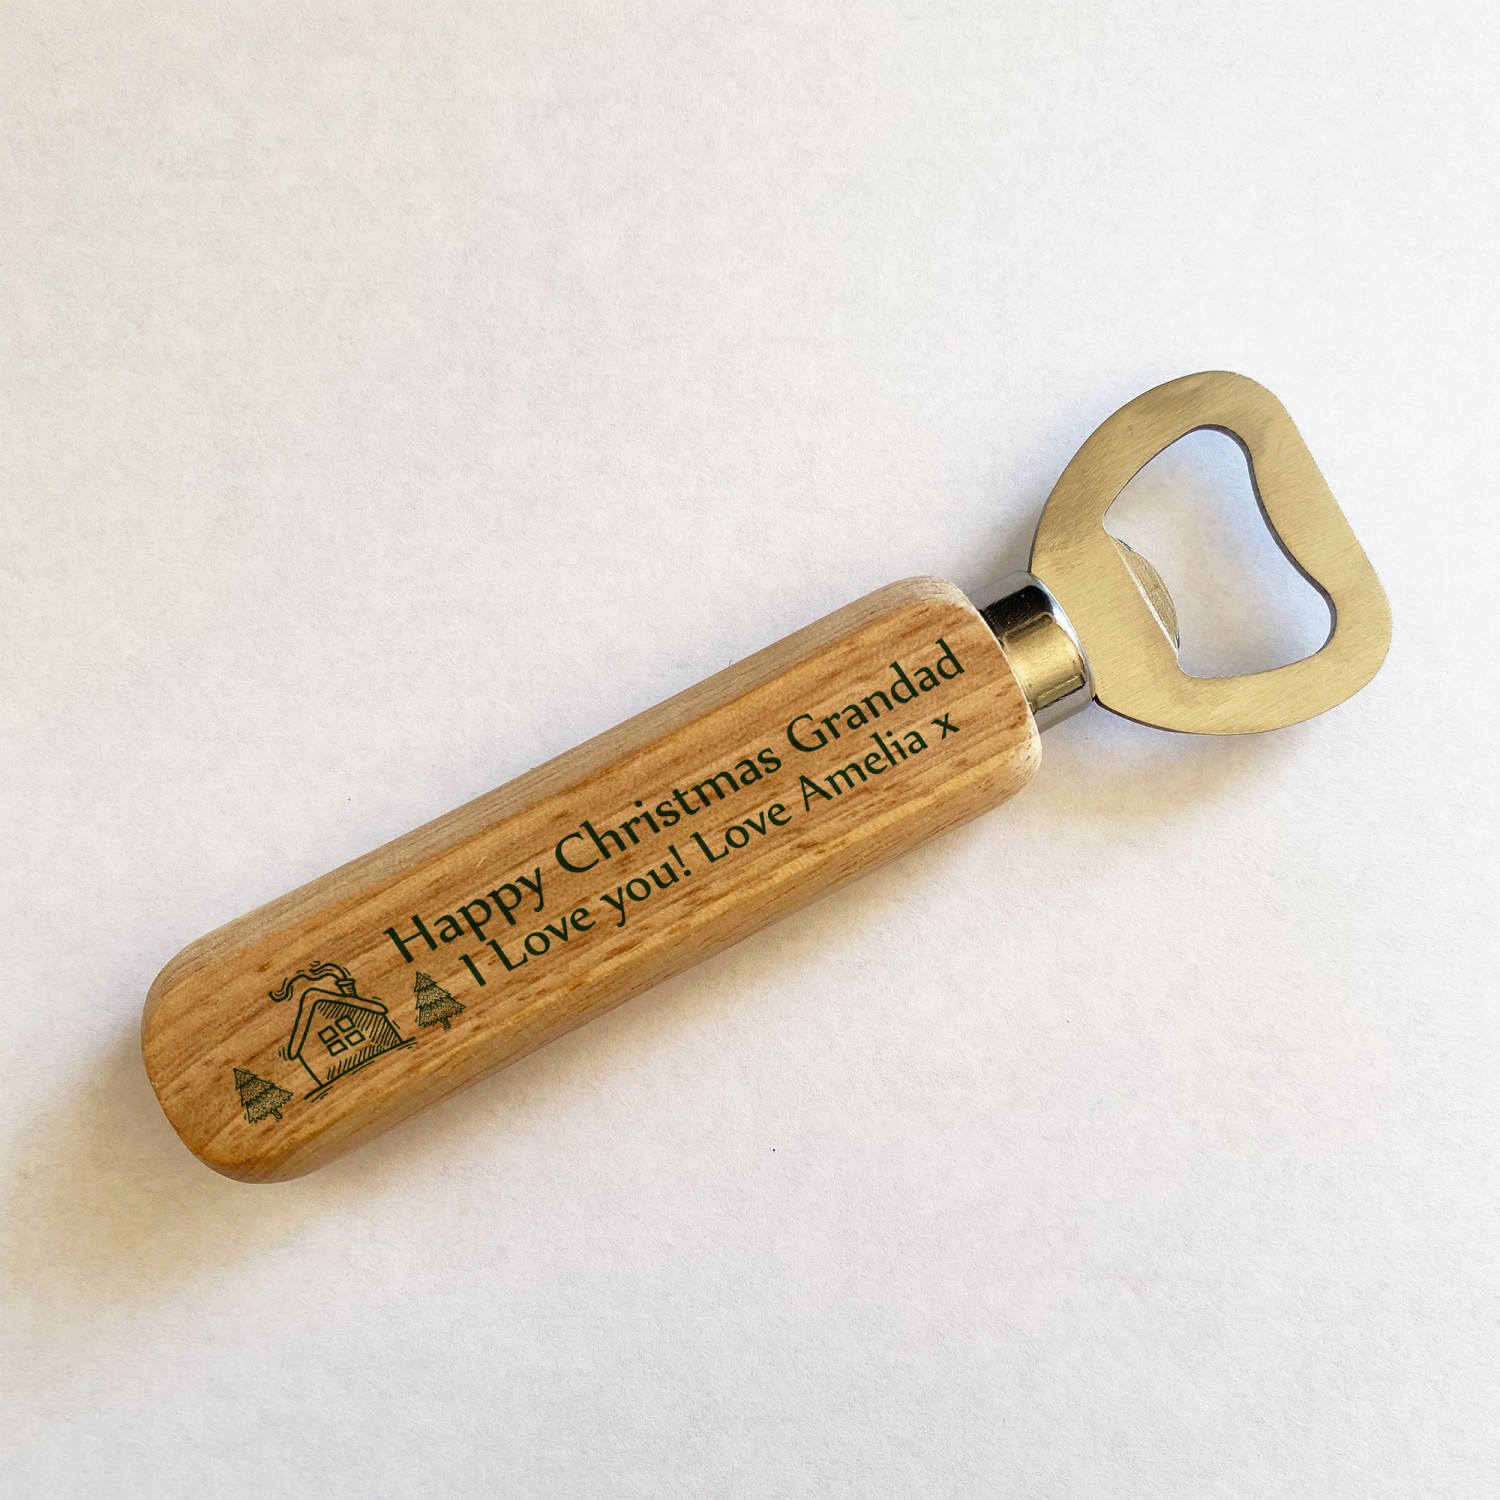 Happy Christmas Grandad
I Love you! Love Amelia x